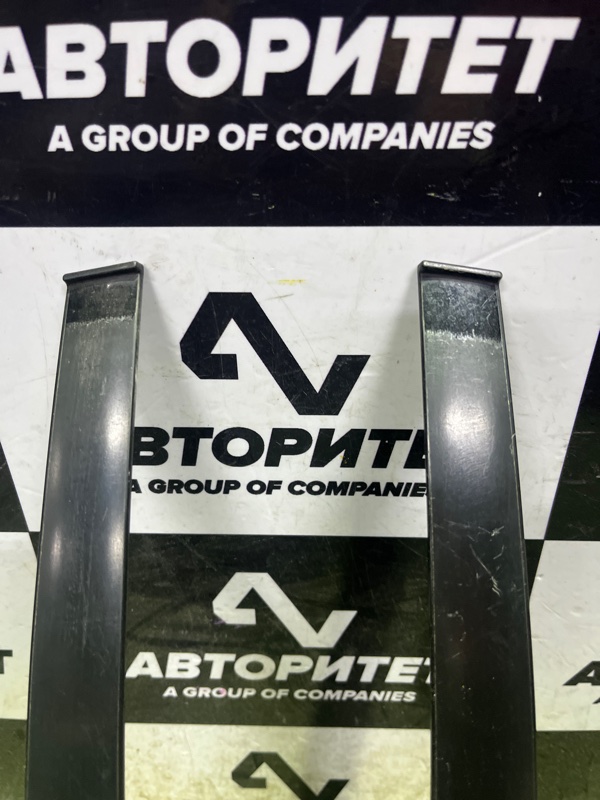 АВТОРИТЕТ
A GROUP OF COMPANIES
ВТОРИТЕ
A GROUP OF COMPANIE
АВТОРИТЕТ
A GROUP OF COMPANIES